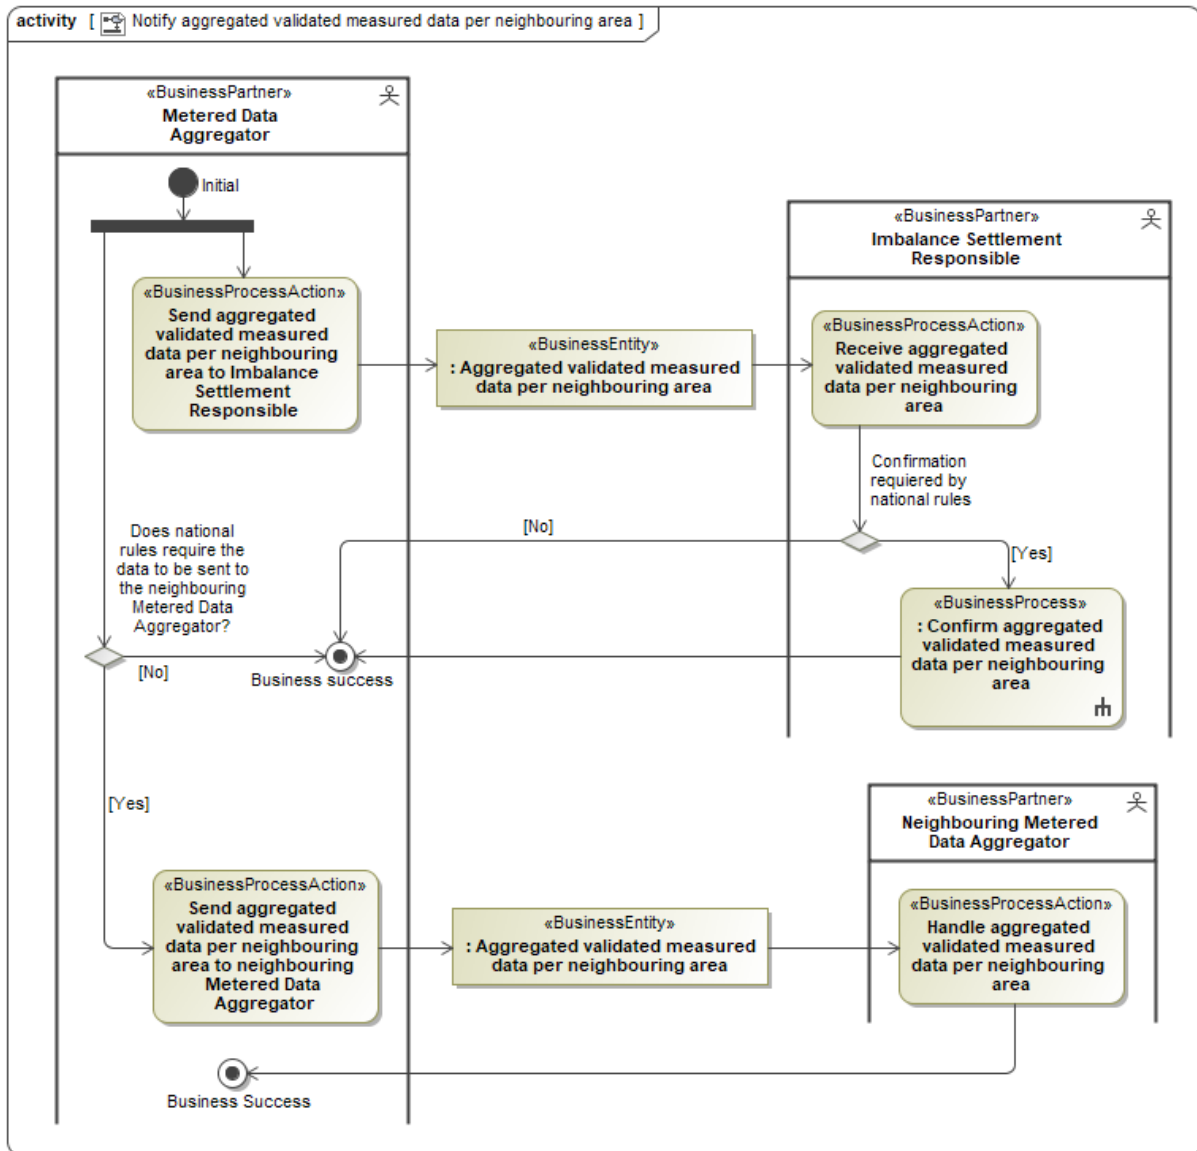 activity [ Notify aggregated validated measured data per neighbouring area ]
«BusinessPartner»
Metered Data
Aggregator
Initial
«BusinessPartner»
Imbalance Settlement
Responsible
«BusinessProcessAction»
Send aggregated
validated measured
data per neighbouring
area to Imbalance
Settlement
Responsible
«BusinessEntity»
: Aggregated validated measured
data per neighbouring area
«BusinessProcessAction»
Receive aggregated
validated measured
data per neighbouring
area
Confirmation
requiered by
national rules
[No]
[Yes]
Does national
rules require the
data to be sent to
the neighbouring
Metered Data
Aggregator?
[No]
Business success
«BusinessProcess»
: Confirm aggregated
validated measured
data per neighbouring
area
[Yes]
«BusinessPartner»
Neighbouring Metered
Data Aggregator
«BusinessProcessAction»
Send aggregated
validated measured
data per neighbouring
area to neighbouring
Metered Data
Aggregator
«BusinessEntity»
: Aggregated validated measured
data per neighbouring area
«BusinessProcessAction»
Handle aggregated
validated measured
data per neighbouring
area
Business Success